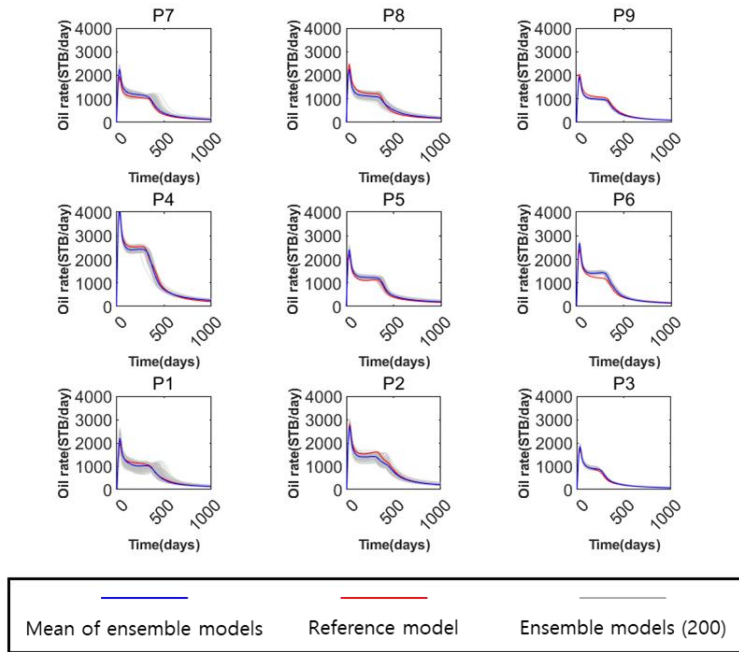 P7 P8 P9
4000 4000 4000
3000 3000 3000
2000 2000 2000
1000 1000 1000
0 0 0
Oil rate(STB/day) Oil rate(STB/day) Oil rate(STB/day)
0 500 1000 0 500 1000 0 500 1000
Time(days) Time(days) Time(days)
P4 P5 P6
4000 4000 4000
3000 3000 3000
2000 2000 2000
1000 1000 1000
0 0 0
Oil rate(STB/day) Oil rate(STB/day) Oil rate(STB/day)
0 500 1000 0 500 1000 0 500 1000
Time(days) Time(days) Time(days)
P1 P2 P3
4000 4000 4000
3000 3000 3000
2000 2000 2000
1000 1000 1000
0 0 0
Oil rate(STB/day) Oil rate(STB/day) Oil rate(STB/day)
0 500 1000 0 500 1000 0 500 1000
Time(days) Time(days) Time(days)
Mean of ensemble models Reference model Ensemble models (200)